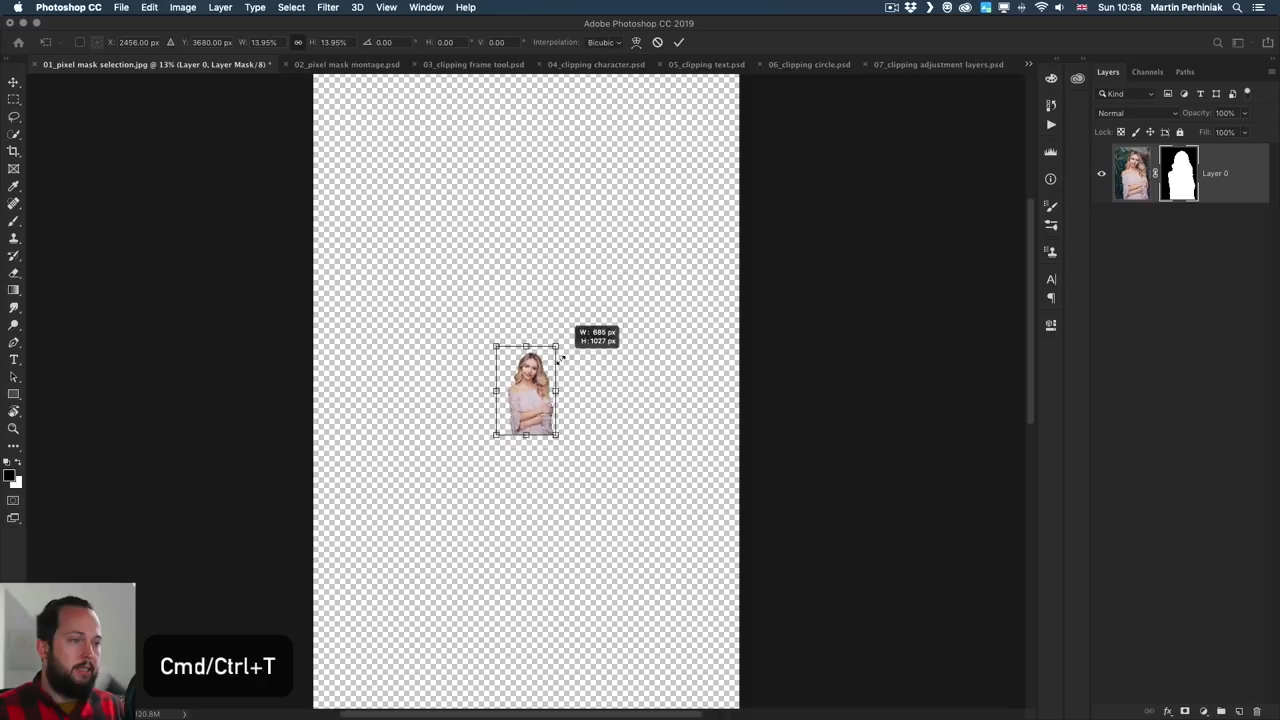 Photoshop CC File Edit Image Layer Type Select Filter 3D View Window Help Sun 10:58 Martin Perhiniak
Adobe Photoshop CC 2019
X: 2456.00 px Y: 3680.00 px W: 13.95% H: 13.95% 0.00 H: 0.00 V: 0.00 Interpolation: Bicubic
01_pixel mask selection.jpg @ 13% (Layer 0, Layer Mask/8) * 02_pixel mask montage.psd 03_clipping frame tool.psd 04_clipping character.psd 05_clipping text.psd 06_clipping circle.psd 07_clipping adjustment layers.psd
Layers Channels Paths
Kind
Normal Opacity: 100%
Lock: Fill: 100%
Layer 0
W: 685 px
H: 1027 px
Cmd/Ctrl+T
120.8M